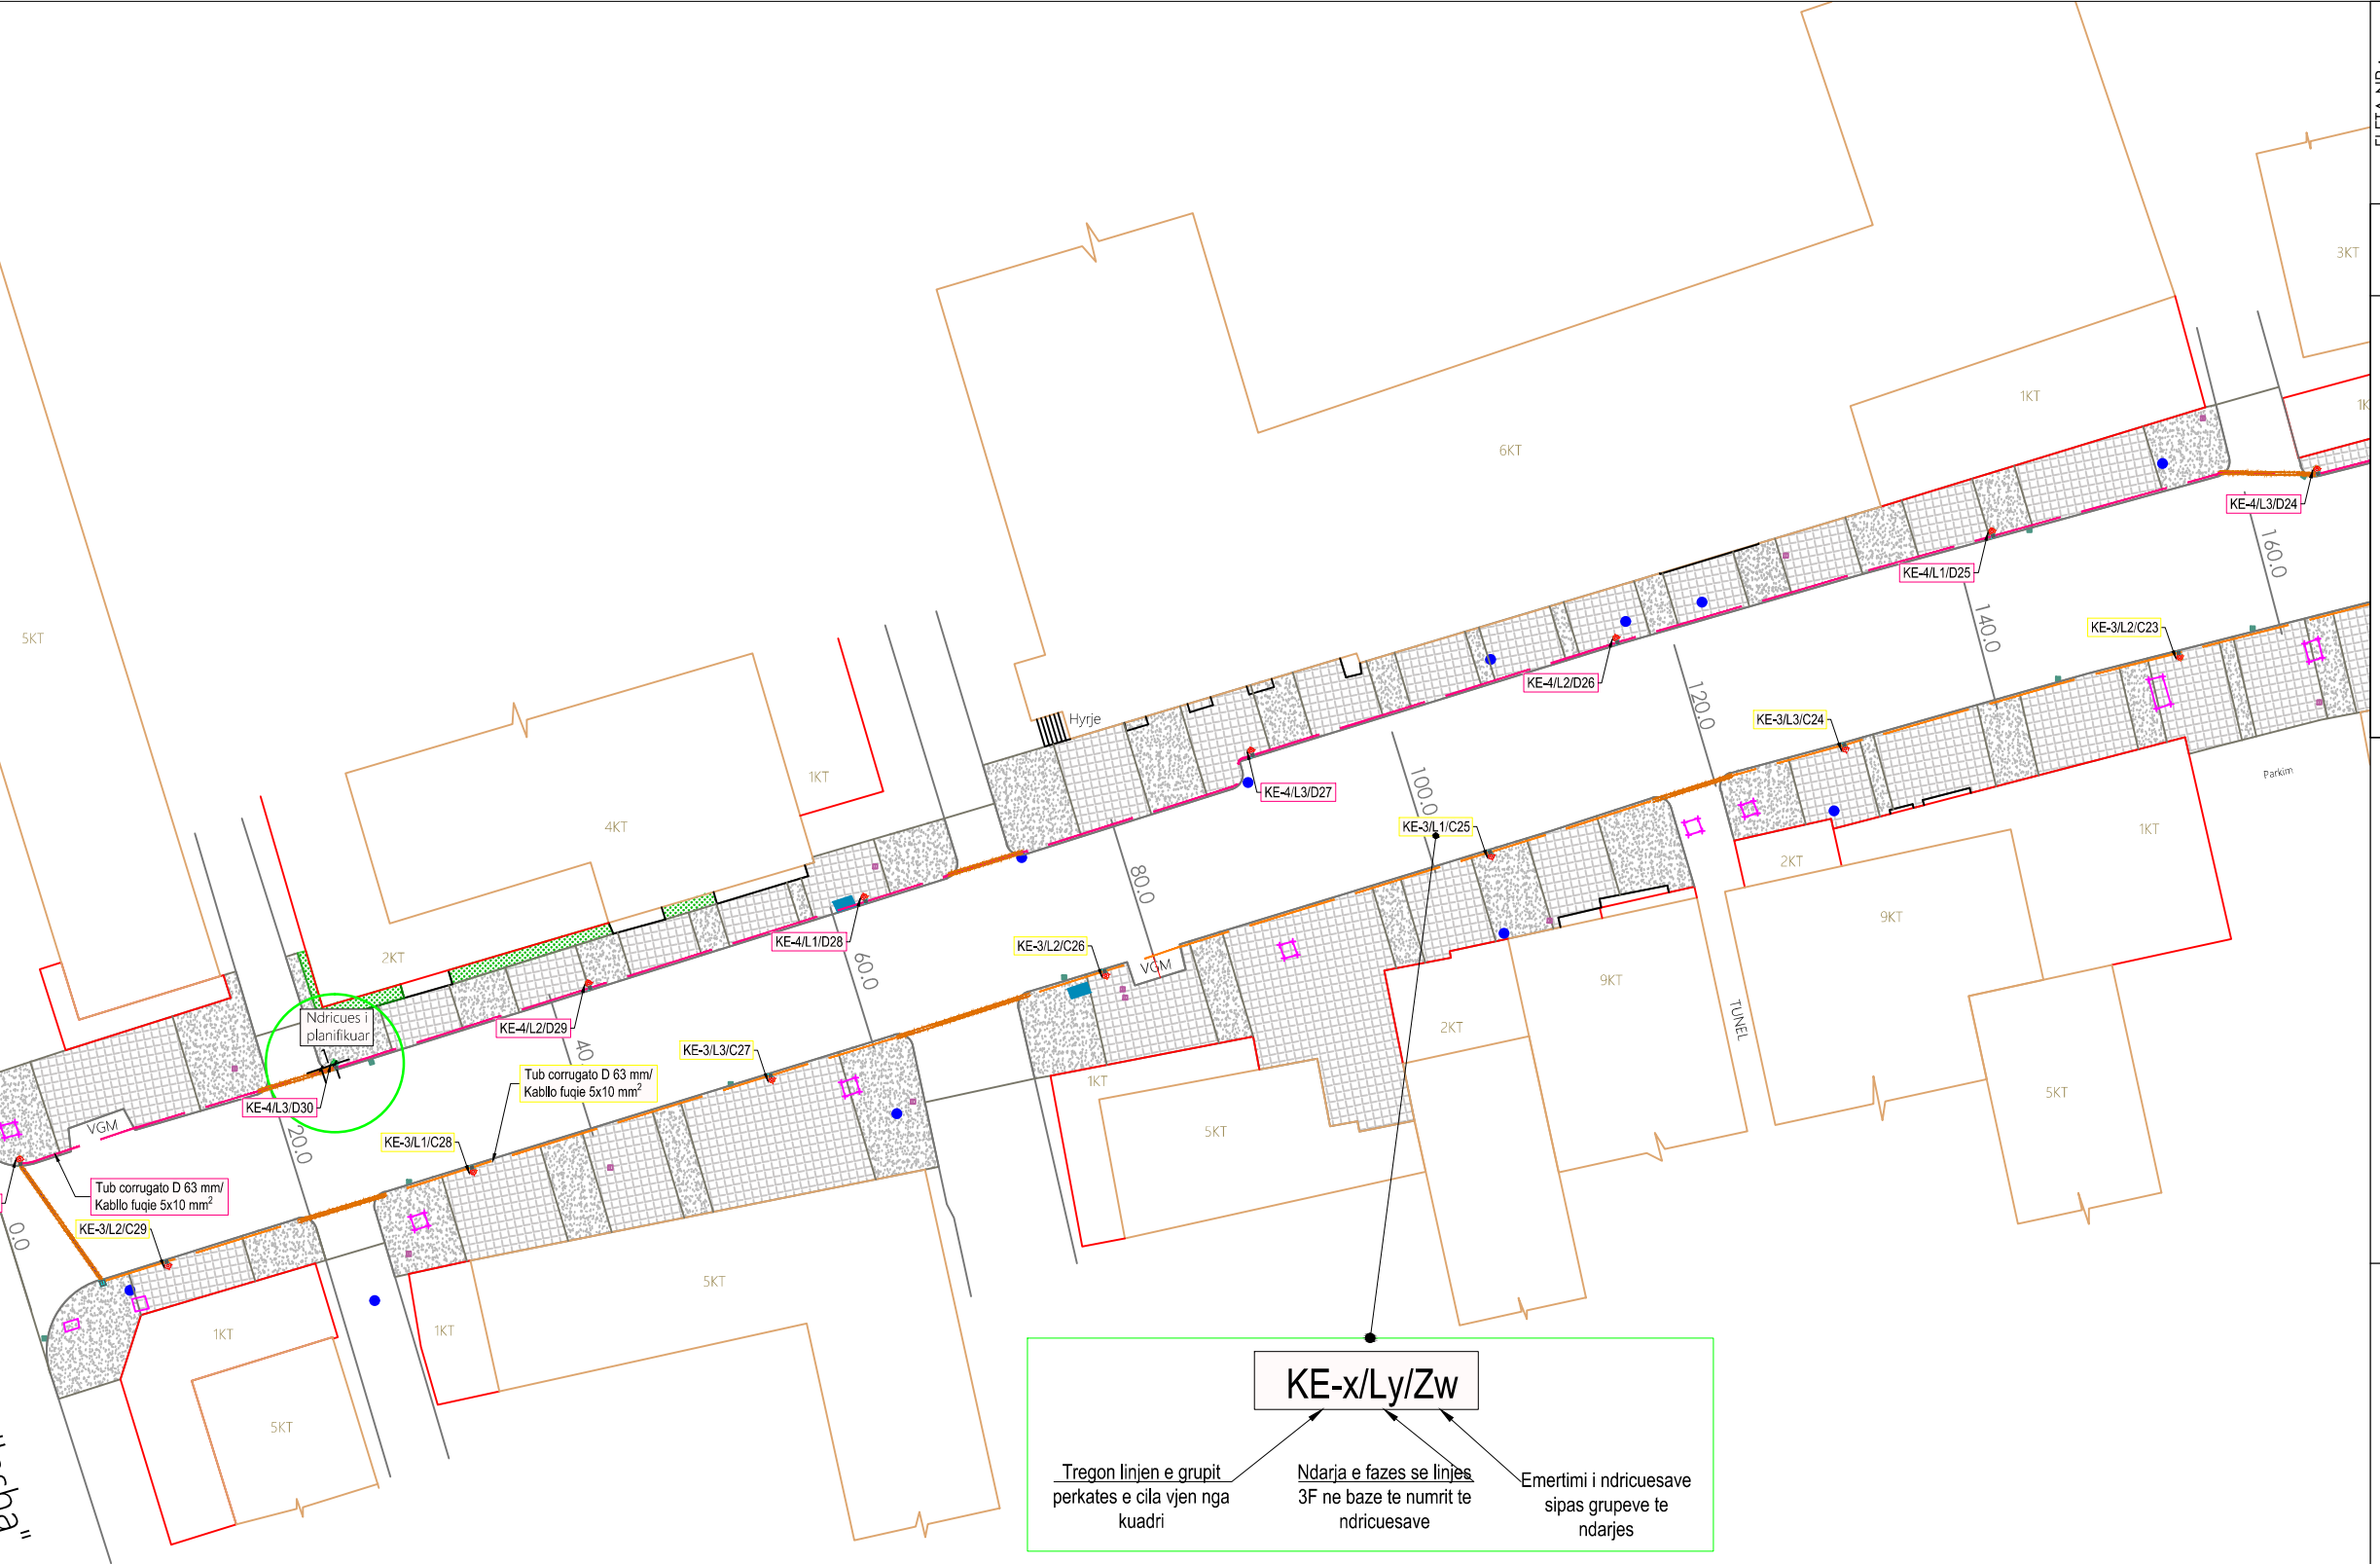 FLETA NR.
3KT
1KT
1K
6KT
5KT
KE-4/L3/D24
160.0
KE-4/L1/D25
140.0
KE-3/L2/C23
KE-4/L2/D26
120.0
KE-3/L3/C24
Hyrje
Parkim
1KT
4KT
KE-4/L3/D27
100.0
KE-3/L1/C25
1KT
2KT
9KT
80.0
KE-4/L1/D28
KE-3/L2/C26
60.0
VGM
2KT
9KT
TUNEL
2KT
Ndricues i
planifikuar
KE-4/L2/D29
40
KE-3/L3/C27
Tub corrugato D 63 mm/
Kabllo fuqie 5x10 mm²
1KT
5KT
5KT
KE-4/L3/D30
VGM
20.0
KE-3/L1/C28
Tub corrugato D 63 mm/
Kabllo fuqie 5x10 mm²
KE-3/L2/C29
0.0
5KT
1KT
1KT
5KT
KE-x/Ly/Zw
Tregon linjen e grupit
perkates e cila vjen nga
kuadri
Ndarja e fazes se linjes
3F ne baze te numrit te
ndricuesave
Emertimi i ndricuesave
sipas grupeve te
ndarjes